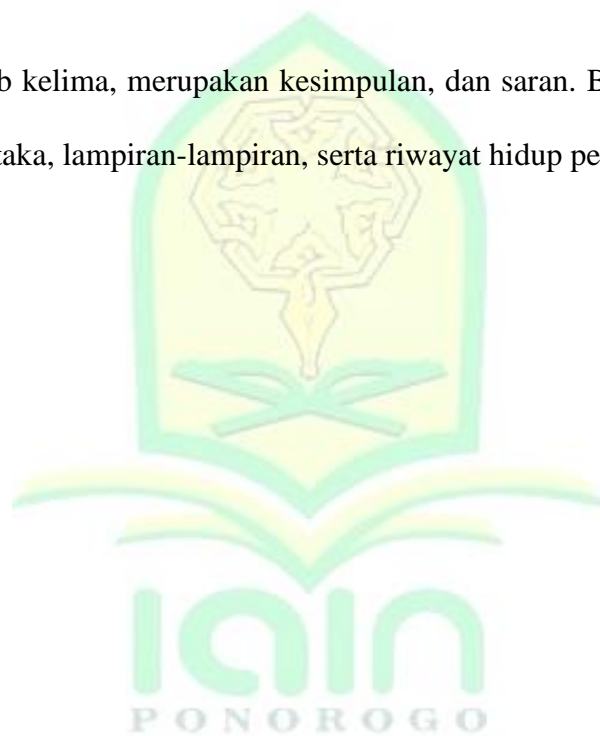 b kelima, merupakan kesimpulan, dan saran. B
taka, lampiran-lampiran, serta riwayat hidup pe
IAIN
PONOROGO